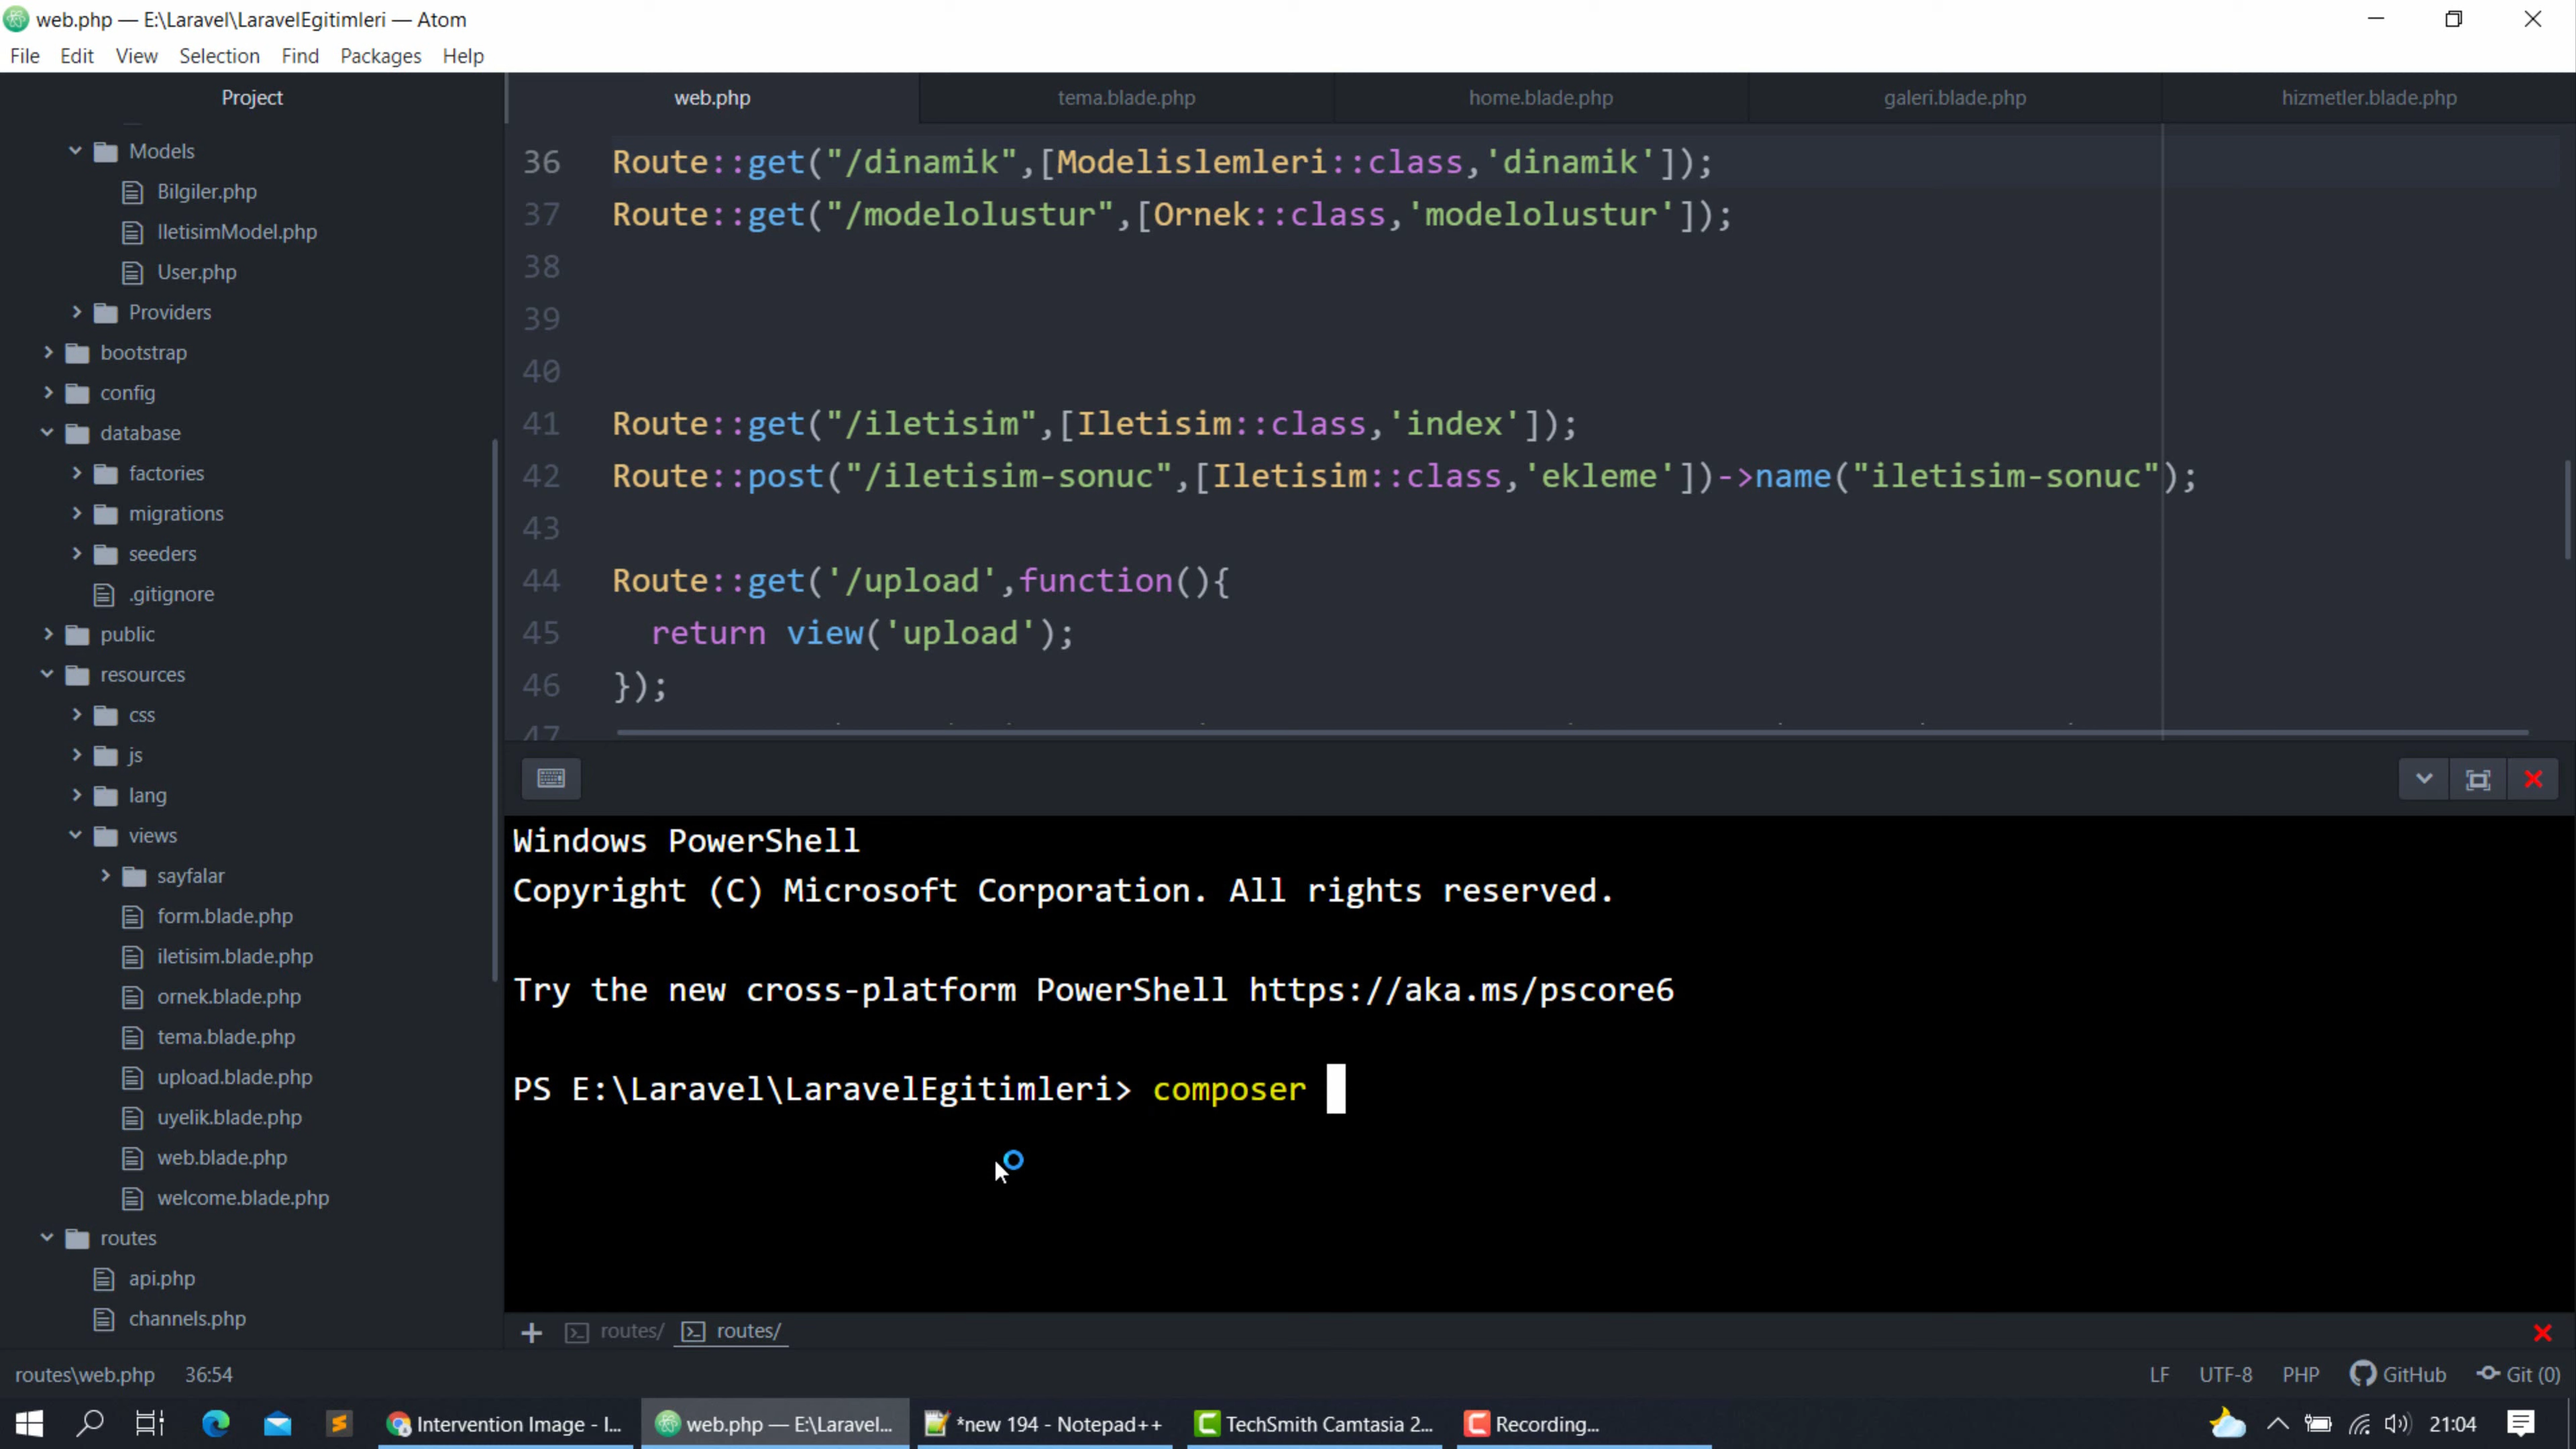 web.php — E:\Laravel\LaravelEgitimleri — Atom
File Edit View Selection Find Packages Help
Project
Models
Bilgiler.php
IletisimModel.php
User.php
Providers
bootstrap
config
database
factories
migrations
seeders
.gitignore
public
resources
css
js
lang
views
sayfalar
form.blade.php
iletisim.blade.php
ornek.blade.php
tema.blade.php
upload.blade.php
uyelik.blade.php
web.blade.php
welcome.blade.php
routes
api.php
channels.php
web.php tema.blade.php home.blade.php galeri.blade.php hizmetler.blade.php
36 Route::get("/dinamik",[Modelislemleri::class,'dinamik']);
37 Route::get("/modelolustur",[Ornek::class,'modelolustur']);
38
39
40
41 Route::get("/iletisim",[Iletisim::class,'index']);
42 Route::post("/iletisim-sonuc",[Iletisim::class,'ekleme'])->name("iletisim-sonuc");
43
44 Route::get('/upload',function(){
45 return view('upload');
46 });
47
Windows PowerShell
Copyright (C) Microsoft Corporation. All rights reserved.
Try the new cross-platform PowerShell https://aka.ms/pscore6
PS E:\Laravel\LaravelEgitimleri> composer
routes/ routes/
routes\web.php 36:54 LF UTF-8 PHP GitHub Git (0)
Intervention Image - I... web.php — E:\Laravel... *new 194 - Notepad++ TechSmith Camtasia 2... Recording... 21:04